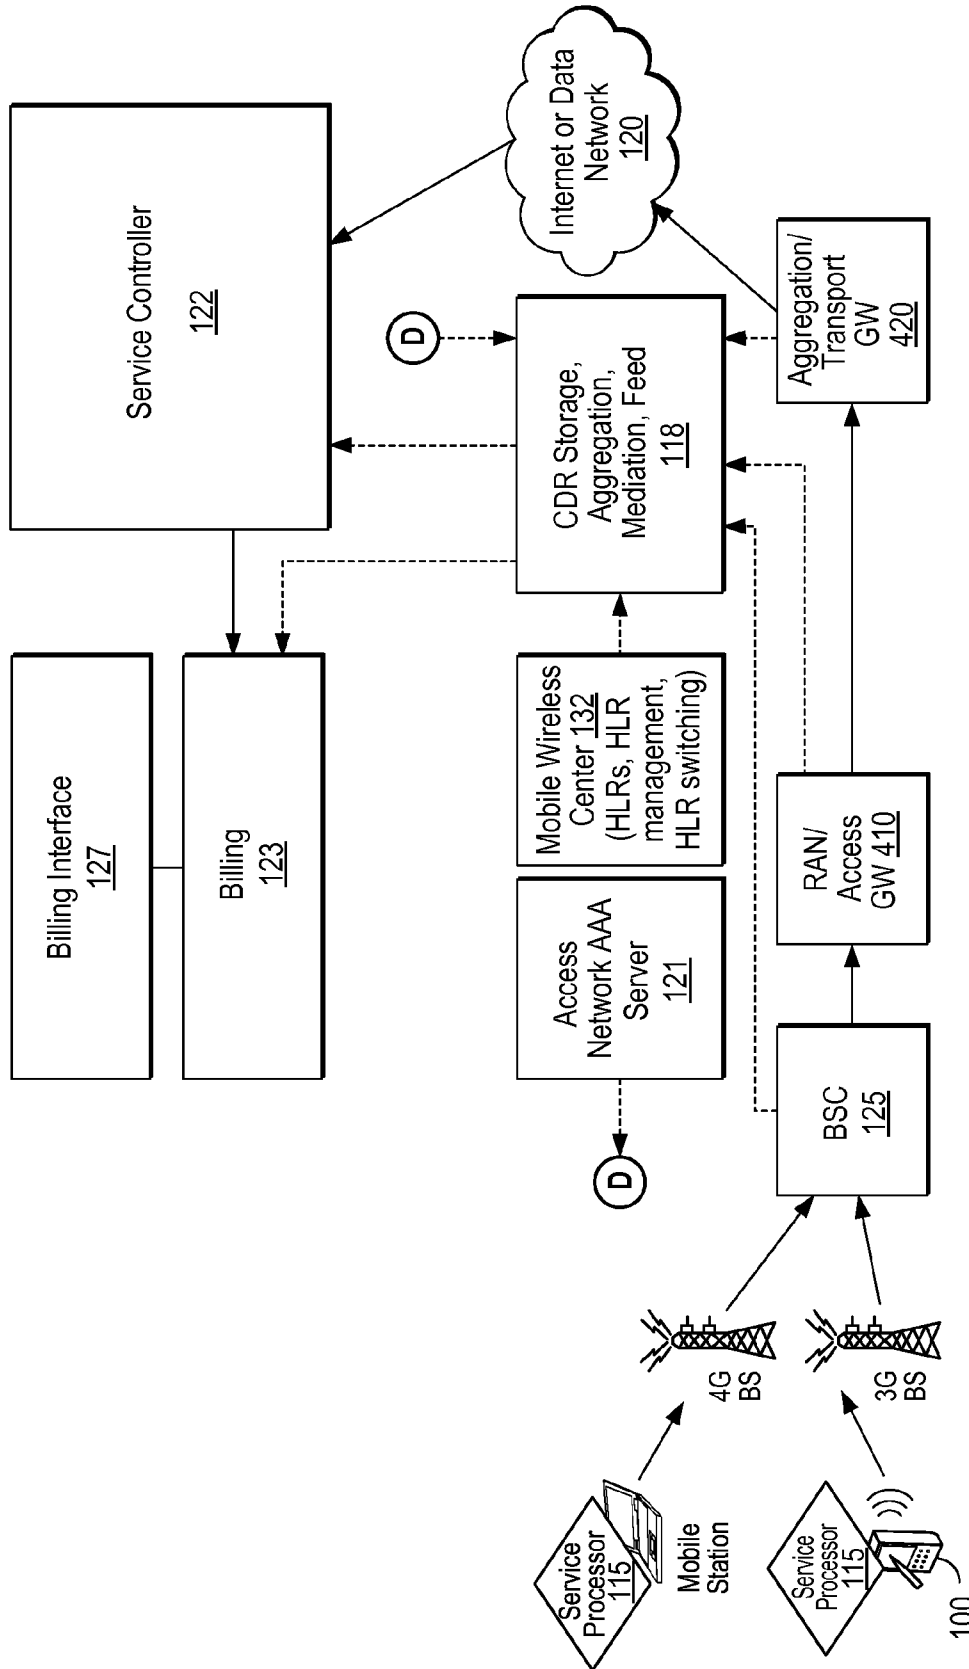 Billing Interface
127
Billing
123
Service Controller
122
Access
Network AAA
Server
121
D
Mobile Wireless
Center 132
(HLRs, HLR
management,
HLR switching)
CDR Storage,
Aggregation,
Mediation, Feed
118
D
Internet or Data
Network
120
Service
Processor
115
Mobile
Station
4G
BS
Service
Processor
115
100
3G
BS
BSC
125
RAN/
Access
GW 410
Aggregation/
Transport
GW
420